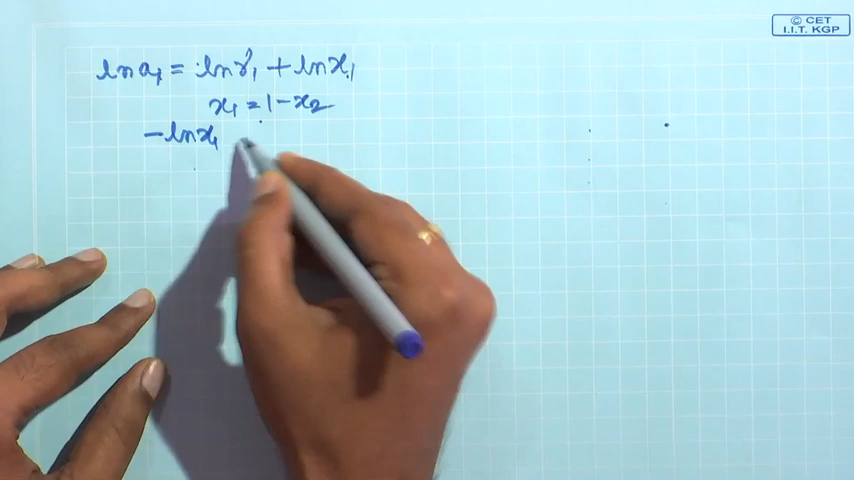 © CET
I.I.T. KGP
ln a₁ = ln γ₁ + ln x₁
x₁ = 1 - x₂
- ln x₁